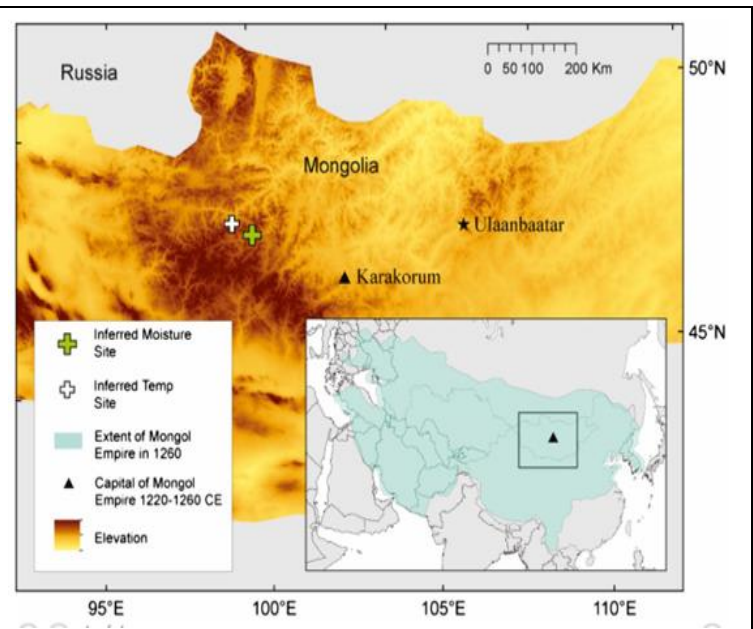 Russia
0 50 100 200 Km
50°N
Mongolia
Ulaanbaatar
Karakorum
45°N
Inferred Moisture
Site
Inferred Temp
Site
Extent of Mongol
Empire in 1260
Capital of Mongol
Empire 1220-1260 CE
Elevation
95°E 100°E 105°E 110°E